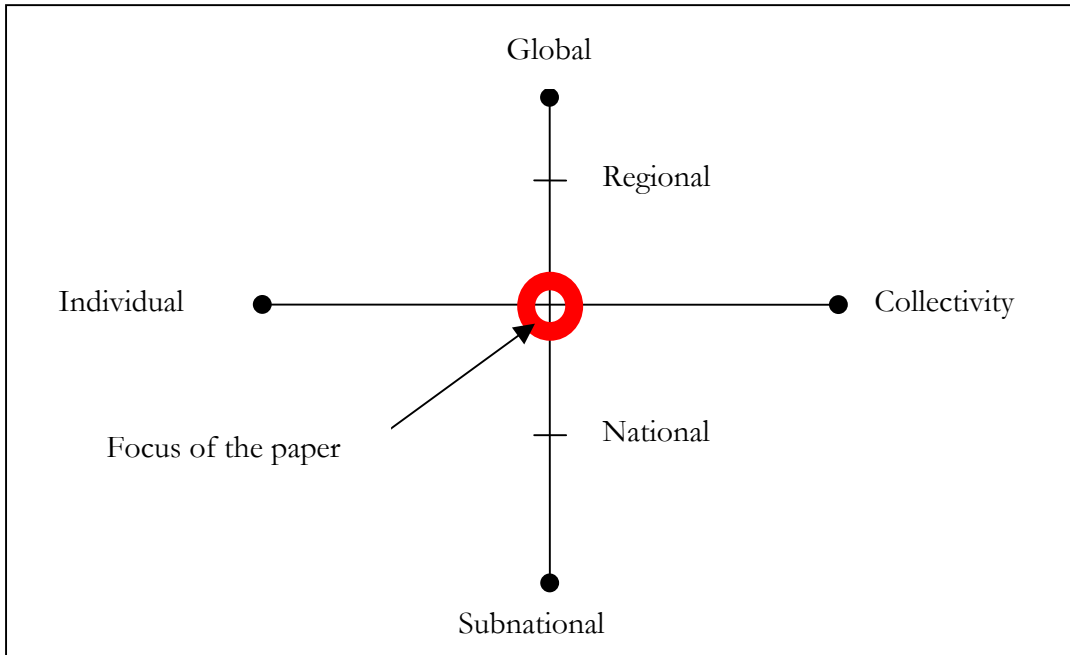 Global
Regional
Individual
Collectivity
National
Focus of the paper
Subnational